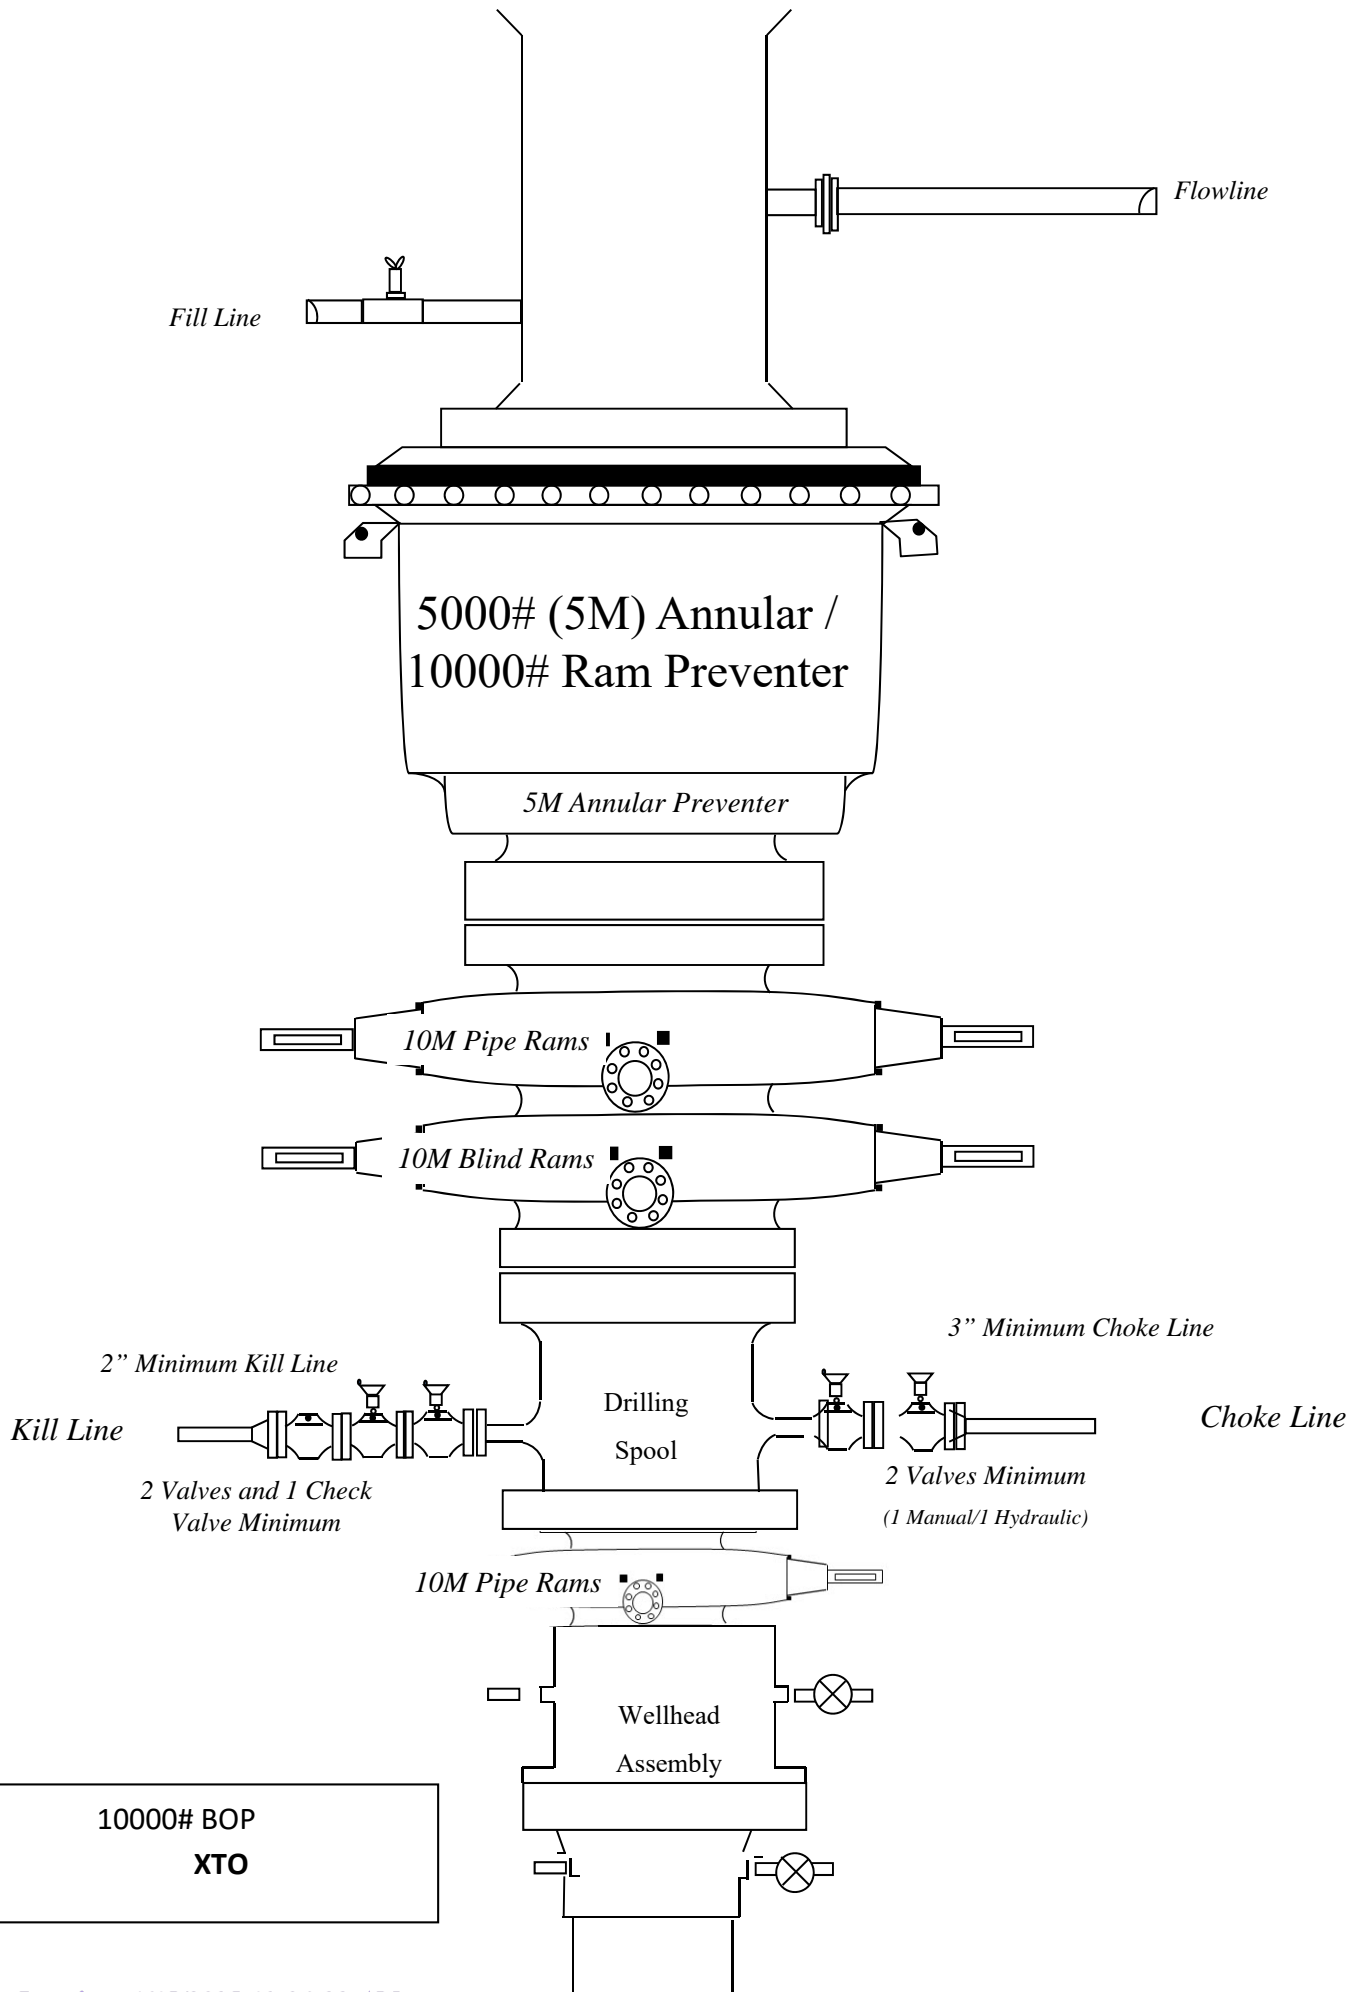 Flowline
Fill Line
5000# (5M) Annular /
10000# Ram Preventer
5M Annular Preventer
10M Pipe Rams
10M Blind Rams
3” Minimum Choke Line
2” Minimum Kill Line
Drilling
Spool
Kill Line
Choke Line
2 Valves and 1 Check
Valve Minimum
2 Valves Minimum
(1 Manual/1 Hydraulic)
10M Pipe Rams
Wellhead
Assembly
10000# BOP
XTO